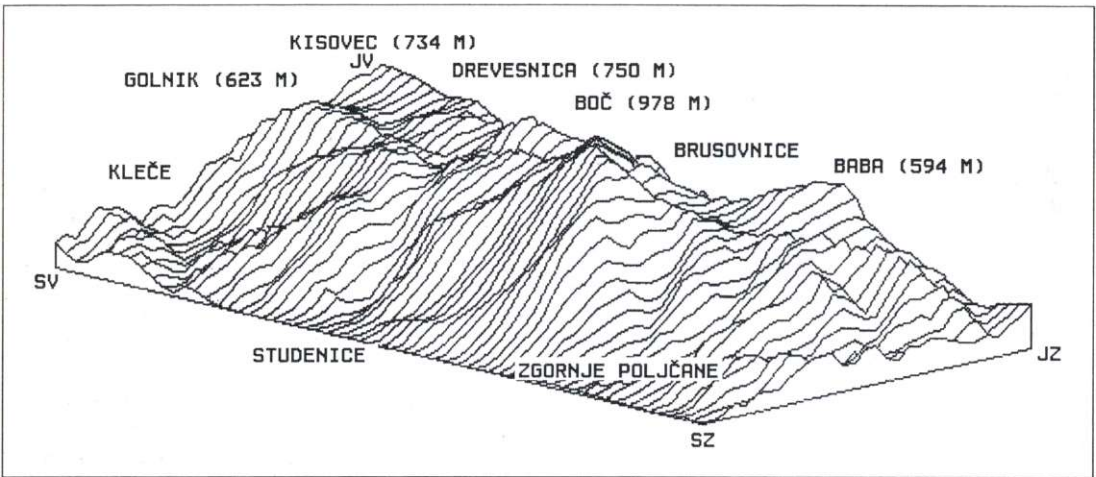 KISOVEC (734 M)
JV
GOLNIK (623 M)
DREVESNICA (750 M)
BOČ (978 M)
BRUSOVNICE
BABA (594 M)
KLEČE
SV
STUDENICE
ZGORNJE POLJČANE
JZ
SZ